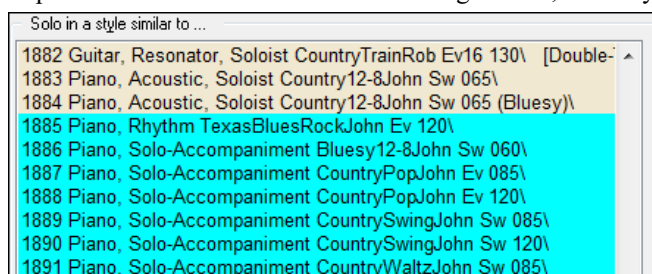 Solo in a style similar to ...
1882 Guitar, Resonator, Soloist CountryTrainRob Ev16 130\ [Double-
1883 Piano, Acoustic, Soloist Country12-8John Sw 065\
1884 Piano, Acoustic, Soloist Country12-8John Sw 065 (Bluesy)\
1885 Piano, Rhythm TexasBluesRockJohn Ev 120\
1886 Piano, Solo-Accompaniment Bluesy12-8John Sw 060\
1887 Piano, Solo-Accompaniment CountryPopJohn Ev 085\
1888 Piano, Solo-Accompaniment CountryPopJohn Ev 120\
1889 Piano, Solo-Accompaniment CountrySwingJohn Sw 085\
1890 Piano, Solo-Accompaniment CountrySwingJohn Sw 120\
1891 Piano, Solo-Accompaniment CountryWaltzJohn Sw 085\